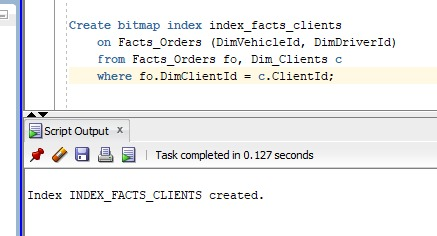 Create bitmap index index_facts_clients
on Facts_Orders (DimVehicleId, DimDriverId)
from Facts_Orders fo, Dim_Clients c
where fo.DimClientId = c.ClientId;
Script Output x
Task completed in 0.127 seconds
Index INDEX_FACTS_CLIENTS created.